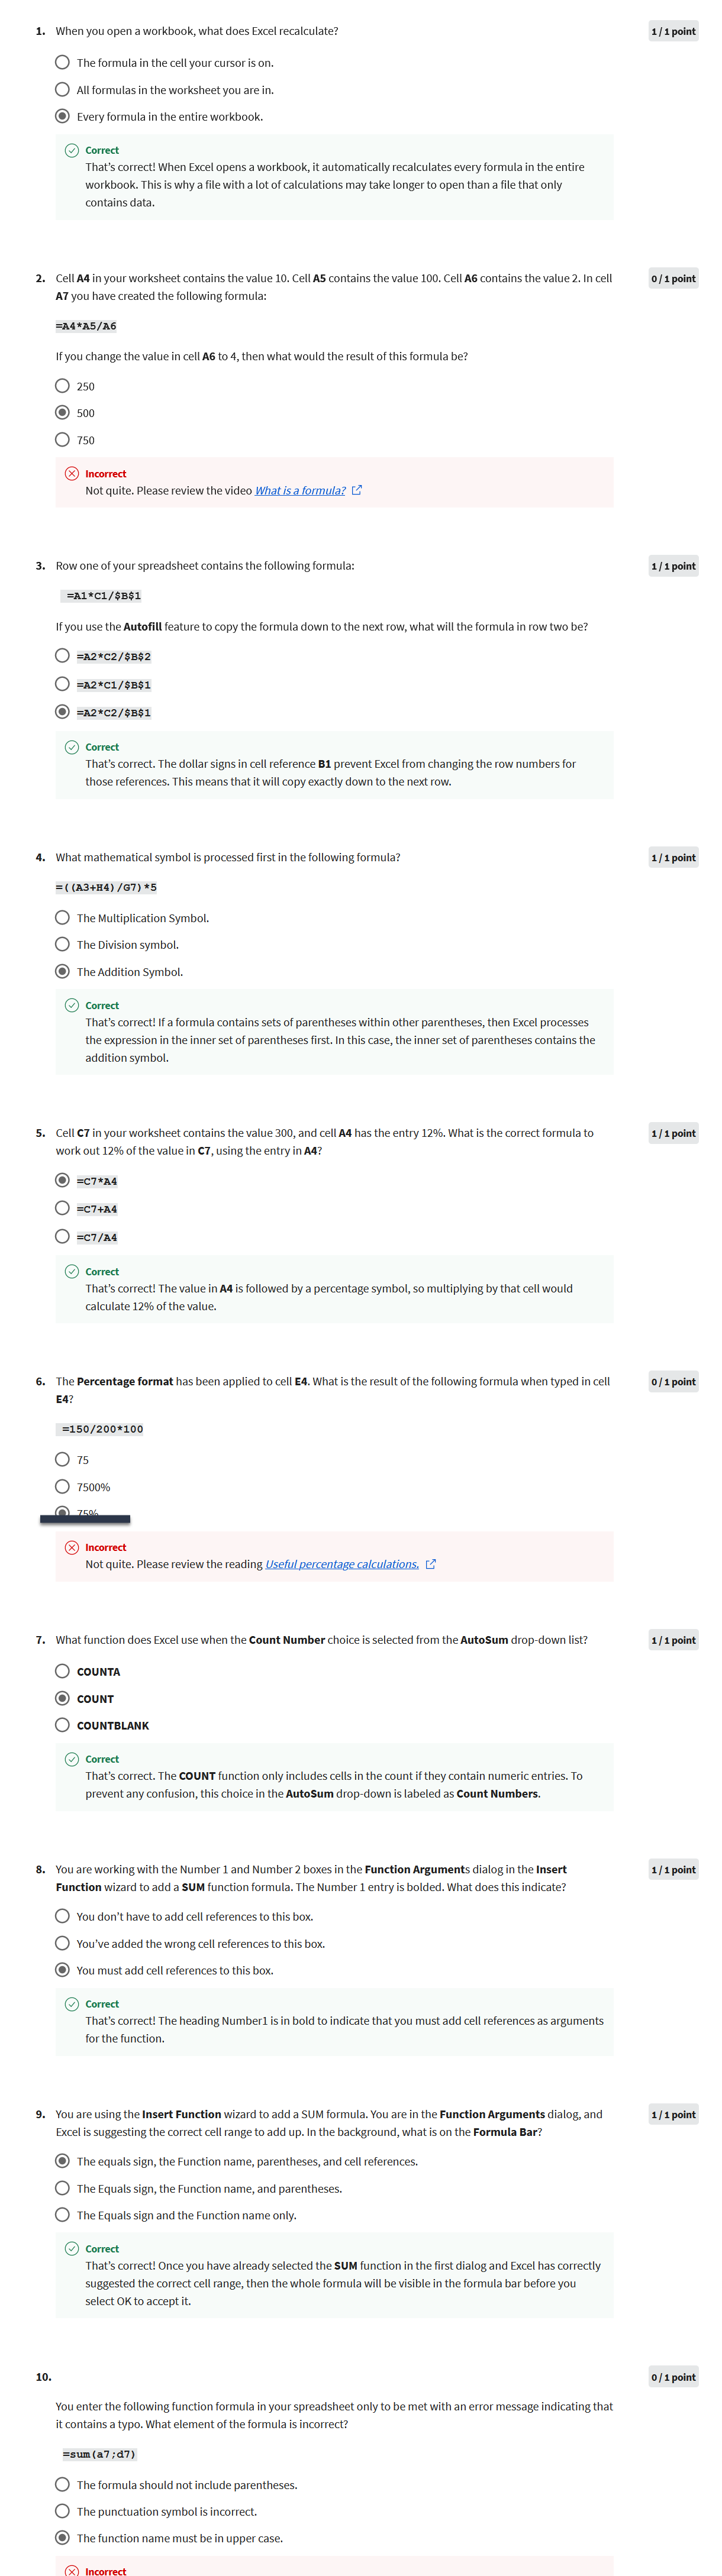 1. When you open a workbook, what does Excel recalculate? 1 / 1 point
The formula in the cell your cursor is on.
All formulas in the worksheet you are in.
Every formula in the entire workbook.
Correct
That's correct! When Excel opens a workbook, it automatically recalculates every formula in the entire
workbook. This is why a file with a lot of calculations may take longer to open than a file that only
contains data.
2. Cell A4 in your worksheet contains the value 10. Cell A5 contains the value 100. Cell A6 contains the value 2. In cell 0 / 1 point
A7 you have created the following formula:
=A4*A5/A6
If you change the value in cell A6 to 4, then what would the result of this formula be?
250
500
750
Incorrect
Not quite. Please review the video What is a formula?
3. Row one of your spreadsheet contains the following formula: 1 / 1 point
=A1*C1/$B$1
If you use the Autofill feature to copy the formula down to the next row, what will the formula in row two be?
=A2*C2/$B$2
=A2*C1/$B$1
=A2*C2/$B$1
Correct
That's correct. The dollar signs in cell reference B1 prevent Excel from changing the row numbers for
those references. This means that it will copy exactly down to the next row.
4. What mathematical symbol is processed first in the following formula? 1 / 1 point
=((A3+H4)/G7)*5
The Multiplication Symbol.
The Division symbol.
The Addition Symbol.
Correct
That's correct! If a formula contains sets of parentheses within other parentheses, then Excel processes
the expression in the inner set of parentheses first. In this case, the inner set of parentheses contains the
addition symbol.
5. Cell C7 in your worksheet contains the value 300, and cell A4 has the entry 12%. What is the correct formula to 1 / 1 point
work out 12% of the value in C7, using the entry in A4?
=C7*A4
=C7+A4
=C7/A4
Correct
That's correct! The value in A4 is followed by a percentage symbol, so multiplying by that cell would
calculate 12% of the value.
6. The Percentage format has been applied to cell E4. What is the result of the following formula when typed in cell 0 / 1 point
E4?
=150/200*100
75
7500%
75%
Incorrect
Not quite. Please review the reading Useful percentage calculations.
7. What function does Excel use when the Count Number choice is selected from the AutoSum drop-down list? 1 / 1 point
COUNTA
COUNT
COUNTBLANK
Correct
That's correct. The COUNT function only includes cells in the count if they contain numeric entries. To
prevent any confusion, this choice in the AutoSum drop-down is labeled as Count Numbers.
8. You are working with the Number 1 and Number 2 boxes in the Function Arguments dialog in the Insert 1 / 1 point
Function wizard to add a SUM function formula. The Number 1 entry is bolded. What does this indicate?
You don't have to add cell references to this box.
You've added the wrong cell references to this box.
You must add cell references to this box.
Correct
That's correct! The heading Number1 is in bold to indicate that you must add cell references as arguments
for the function.
9. You are using the Insert Function wizard to add a SUM formula. You are in the Function Arguments dialog, and 1 / 1 point
Excel is suggesting the correct cell range to add up. In the background, what is on the Formula Bar?
The equals sign, the Function name, parentheses, and cell references.
The Equals sign, the Function name, and parentheses.
The Equals sign and the Function name only.
Correct
That's correct! Once you have already selected the SUM function in the first dialog and Excel has correctly
suggested the correct cell range, then the whole formula will be visible in the formula bar before you
select OK to accept it.
10. 0 / 1 point
You enter the following function formula in your spreadsheet only to be met with an error message indicating that
it contains a typo. What element of the formula is incorrect?
=sum(a7;d7)
The formula should not include parentheses.
The punctuation symbol is incorrect.
The function name must be in upper case.
Incorrect